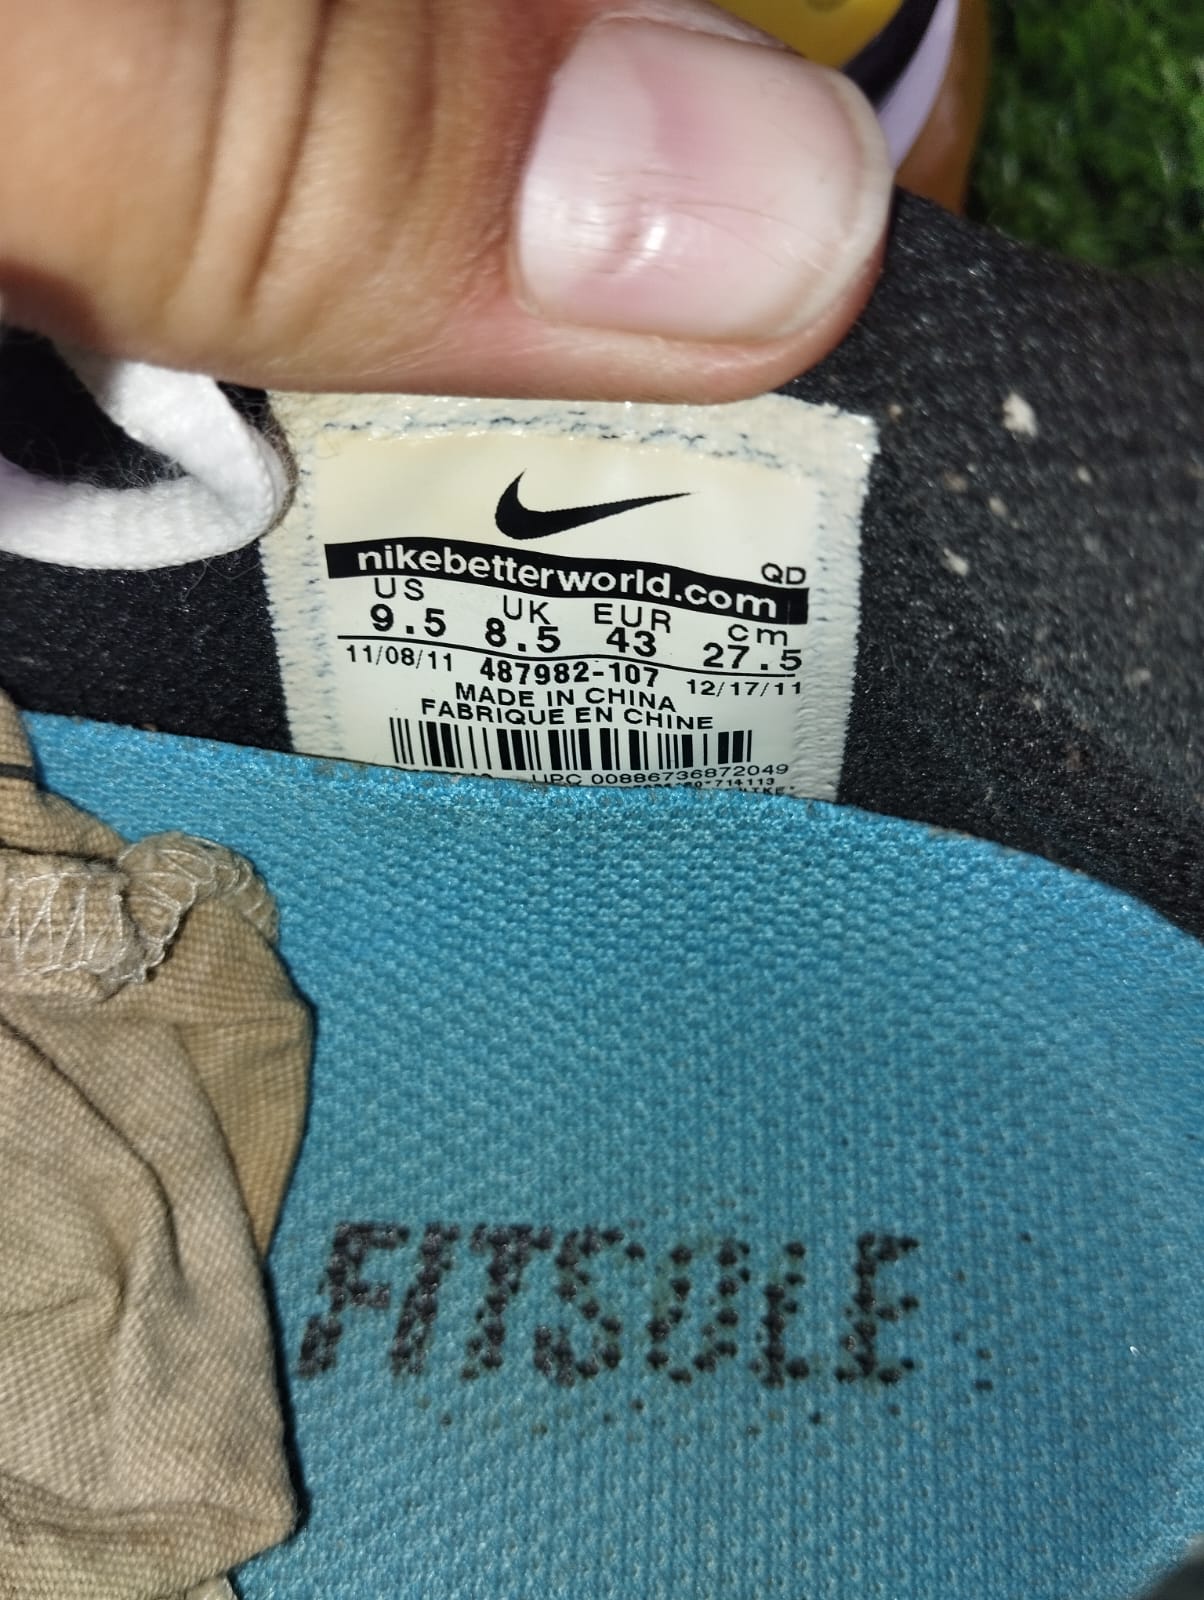 nikebetterworld.com QD
US UK EUR cm
9.5 8.5 43 27.5
11/08/11 487982-107 12/17/11
MADE IN CHINA
FABRIQUE EN CHINE
UPC 00886736872049
FITSOLE